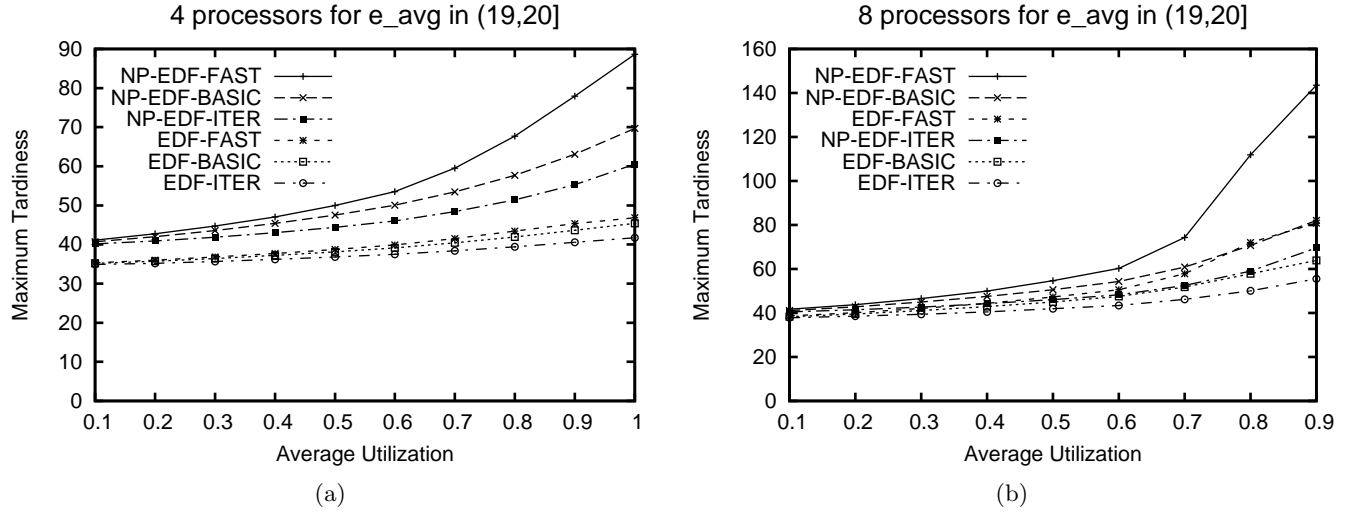 4 processors for e_avg in (19,20]
90
80
70
60
50
40
30
20
10
0
Maximum Tardiness
NP-EDF-FAST
NP-EDF-BASIC
NP-EDF-ITER
EDF-FAST
EDF-BASIC
EDF-ITER
0.1 0.2 0.3 0.4 0.5 0.6 0.7 0.8 0.9 1
Average Utilization
(a)
8 processors for e_avg in (19,20]
160
140
120
100
80
60
40
20
0
Maximum Tardiness
NP-EDF-FAST
NP-EDF-BASIC
EDF-FAST
NP-EDF-ITER
EDF-BASIC
EDF-ITER
0.1 0.2 0.3 0.4 0.5 0.6 0.7 0.8 0.9
Average Utilization
(b)